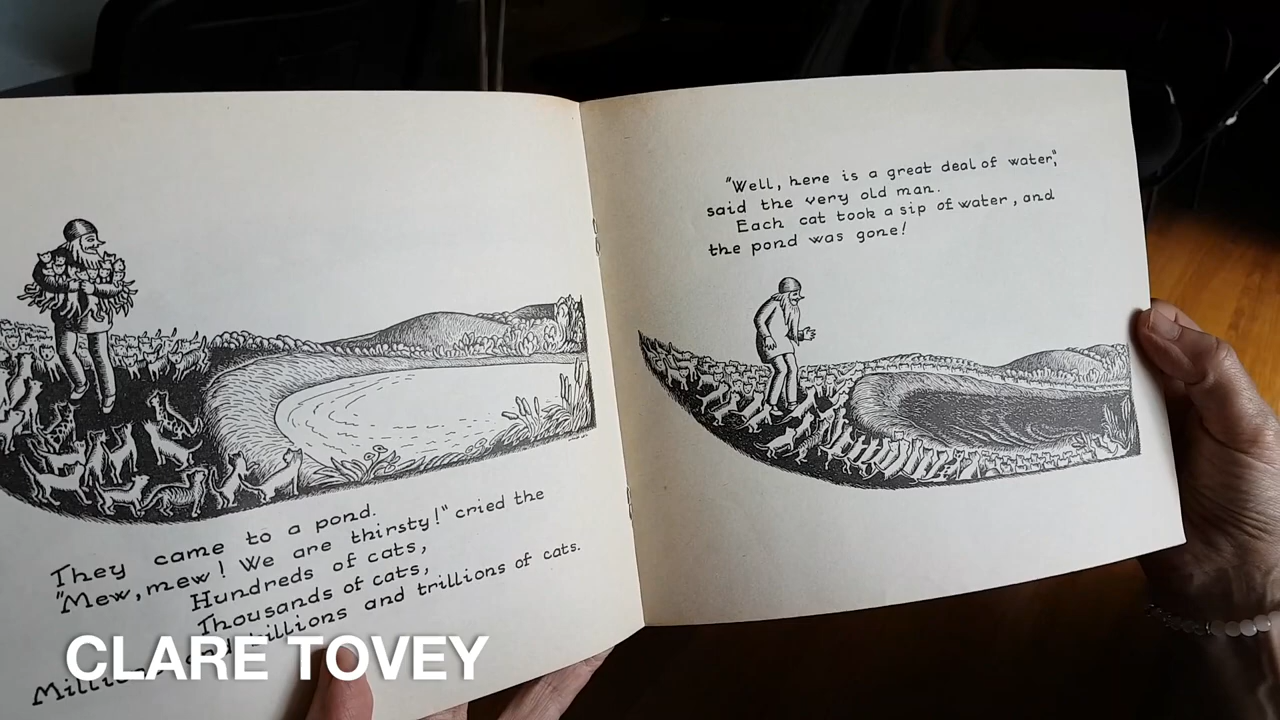 They came to a pond.
"Mew, mew! We are thirsty!" cried the
Hundreds of cats,
Thousands of cats,
Millions and billions and trillions of cats.
"Well, here is a great deal of water",
said the very old man.
Each cat took a sip of water, and
the pond was gone!
CLARE TOVEY